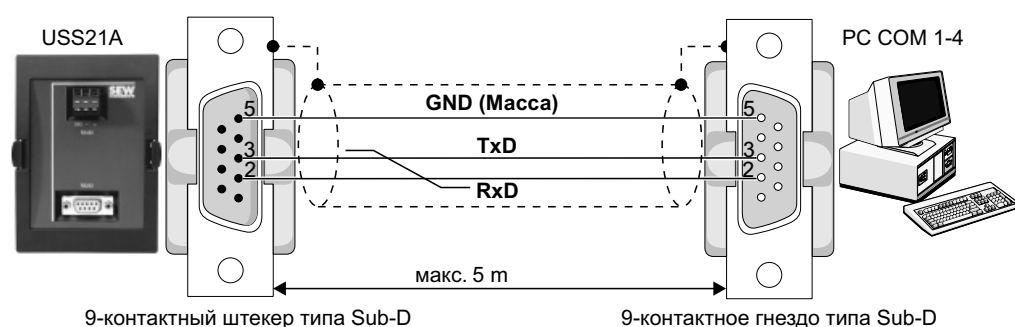 USS21A
PC COM 1-4
SEW
GND (Масса)
5
5
TxD
3
3
2
2
RxD
макс. 5 m
9-контактный штекер типа Sub-D
9-контактное гнездо типа Sub-D